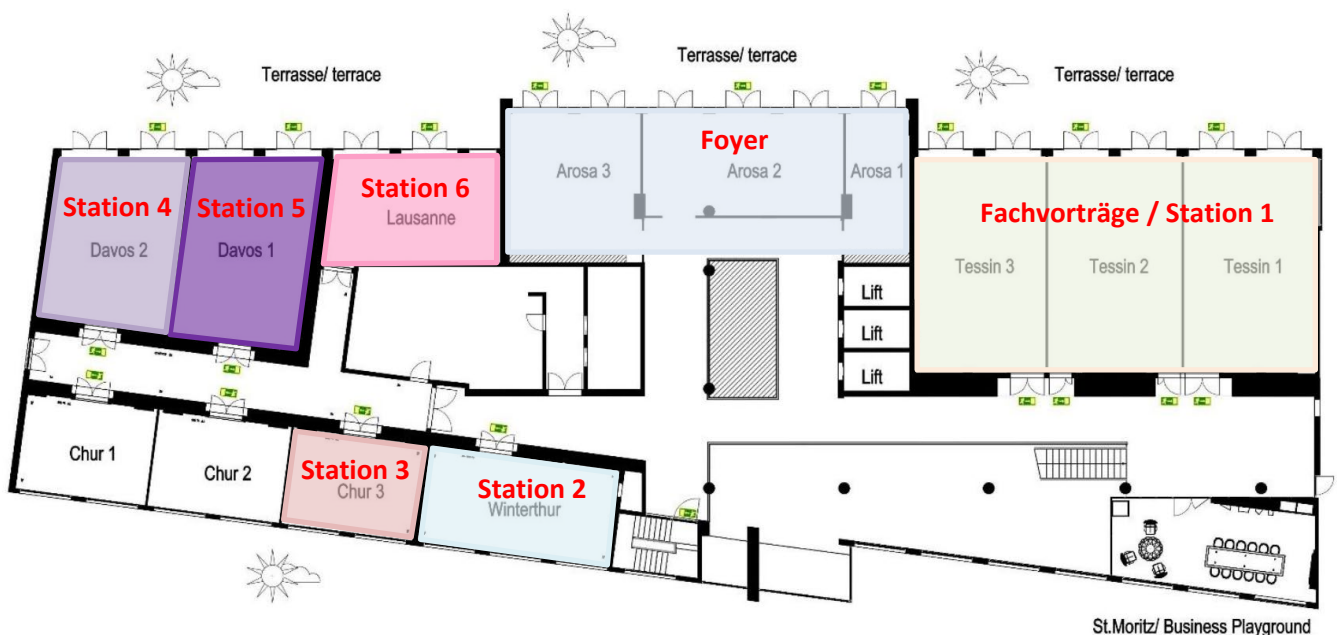 Terrasse/ terrace
Terrasse/ terrace
Terrasse/ terrace
Foyer
Arosa 3
Arosa 2
Arosa 1
Station 4
Davos 2
Station 5
Davos 1
Station 6
Lausanne
Fachvorträge / Station 1
Tessin 3
Tessin 2
Tessin 1
Lift
Lift
Lift
Chur 1
Chur 2
Station 3
Chur 3
Station 2
Winterthur
St.Moritz/ Business Playground